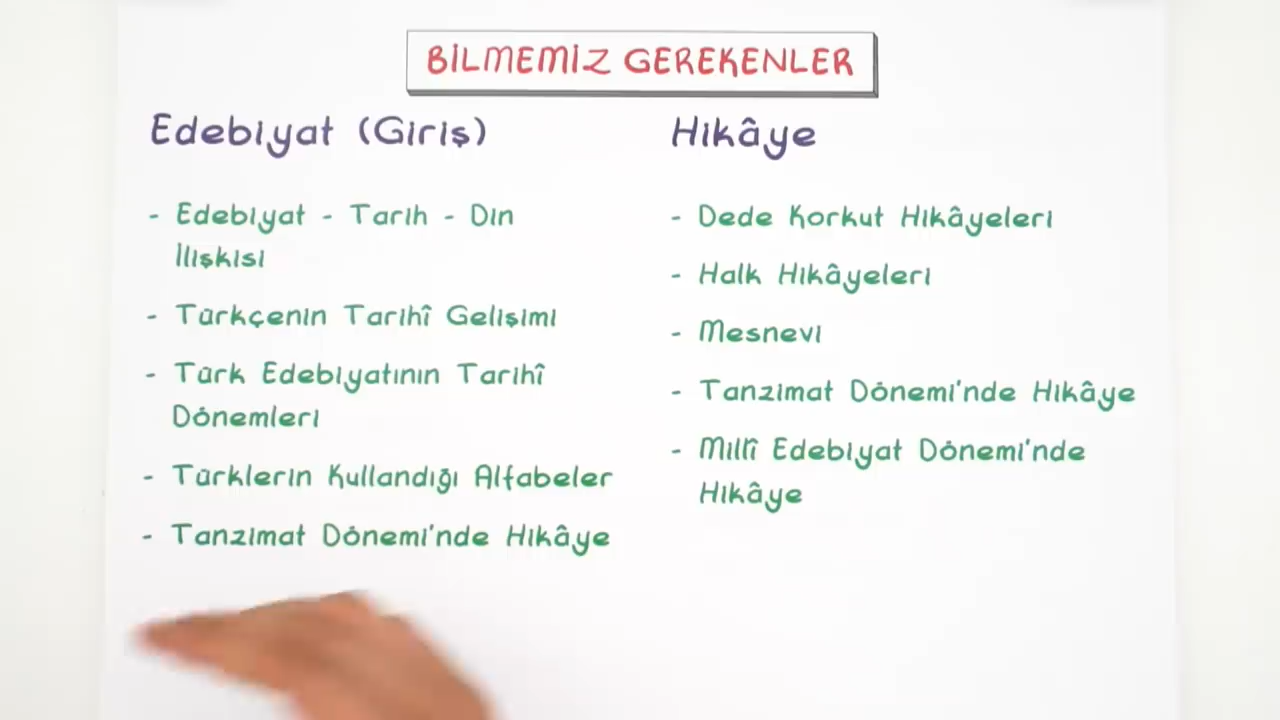 BİLMEMİZ GEREKENLER
Edebiyat (Giriş)
- Edebiyat - Tarih - Din
İlişkisi
- Türkçenin Tarihî Gelişimi
- Türk Edebiyatının Tarihî
Dönemleri
- Türklerin Kullandığı Alfabeler
- Tanzimat Dönemi'nde Hikâye
Hikâye
- Dede Korkut Hikâyeleri
- Halk Hikâyeleri
- Mesnevi
- Tanzimat Dönemi'nde Hikâye
- Millî Edebiyat Dönemi'nde
Hikâye